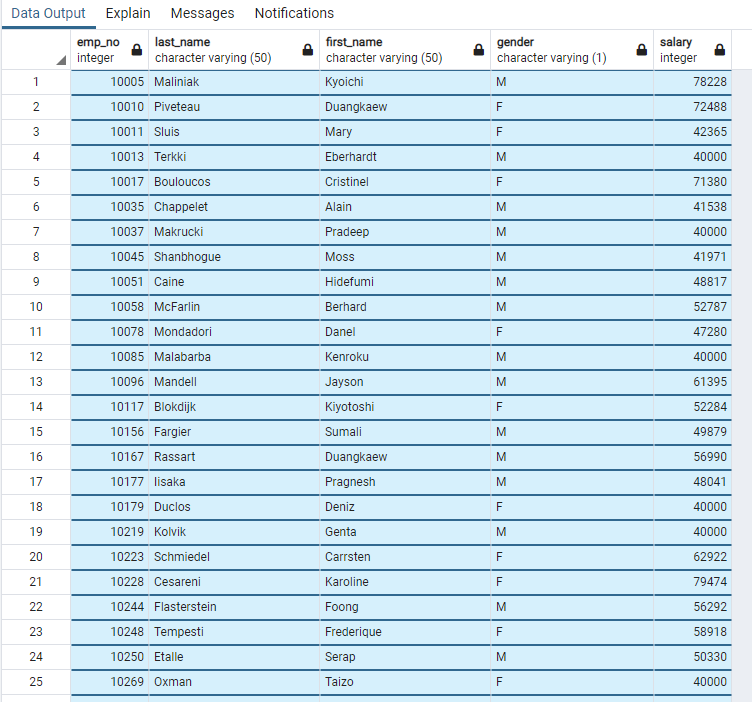 Data Output Explain Messages Notifications
emp_no last_name first_name gender salary
integer character varying (50) character varying (50) character varying (1) integer
1 10005 Maliniak Kyoichi M 78228
2 10010 Piveteau Duangkaew F 72488
3 10011 Sluis Mary F 42365
4 10013 Terkki Eberhardt M 40000
5 10017 Bouloucos Cristinel F 71380
6 10035 Chappelet Alain M 41538
7 10037 Makrucki Pradeep M 40000
8 10045 Shanbhogue Moss M 41971
9 10051 Caine Hidefumi M 48817
10 10058 McFarlin Berhard M 52787
11 10078 Mondadori Danel F 47280
12 10085 Malabarba Kenroku M 40000
13 10096 Mandell Jayson M 61395
14 10117 Blokdijk Kiyotoshi F 52284
15 10156 Fargier Sumali M 49879
16 10167 Rassart Duangkaew M 56990
17 10177 Iisaka Pragnesh M 48041
18 10179 Duclos Deniz F 40000
19 10219 Kolvik Genta M 40000
20 10223 Schmiedel Carrsten F 62922
21 10228 Cesareni Karoline F 79474
22 10244 Flasterstein Foong M 56292
23 10248 Tempesti Frederique F 58918
24 10250 Etalle Serap M 50330
25 10269 Oxman Taizo F 40000